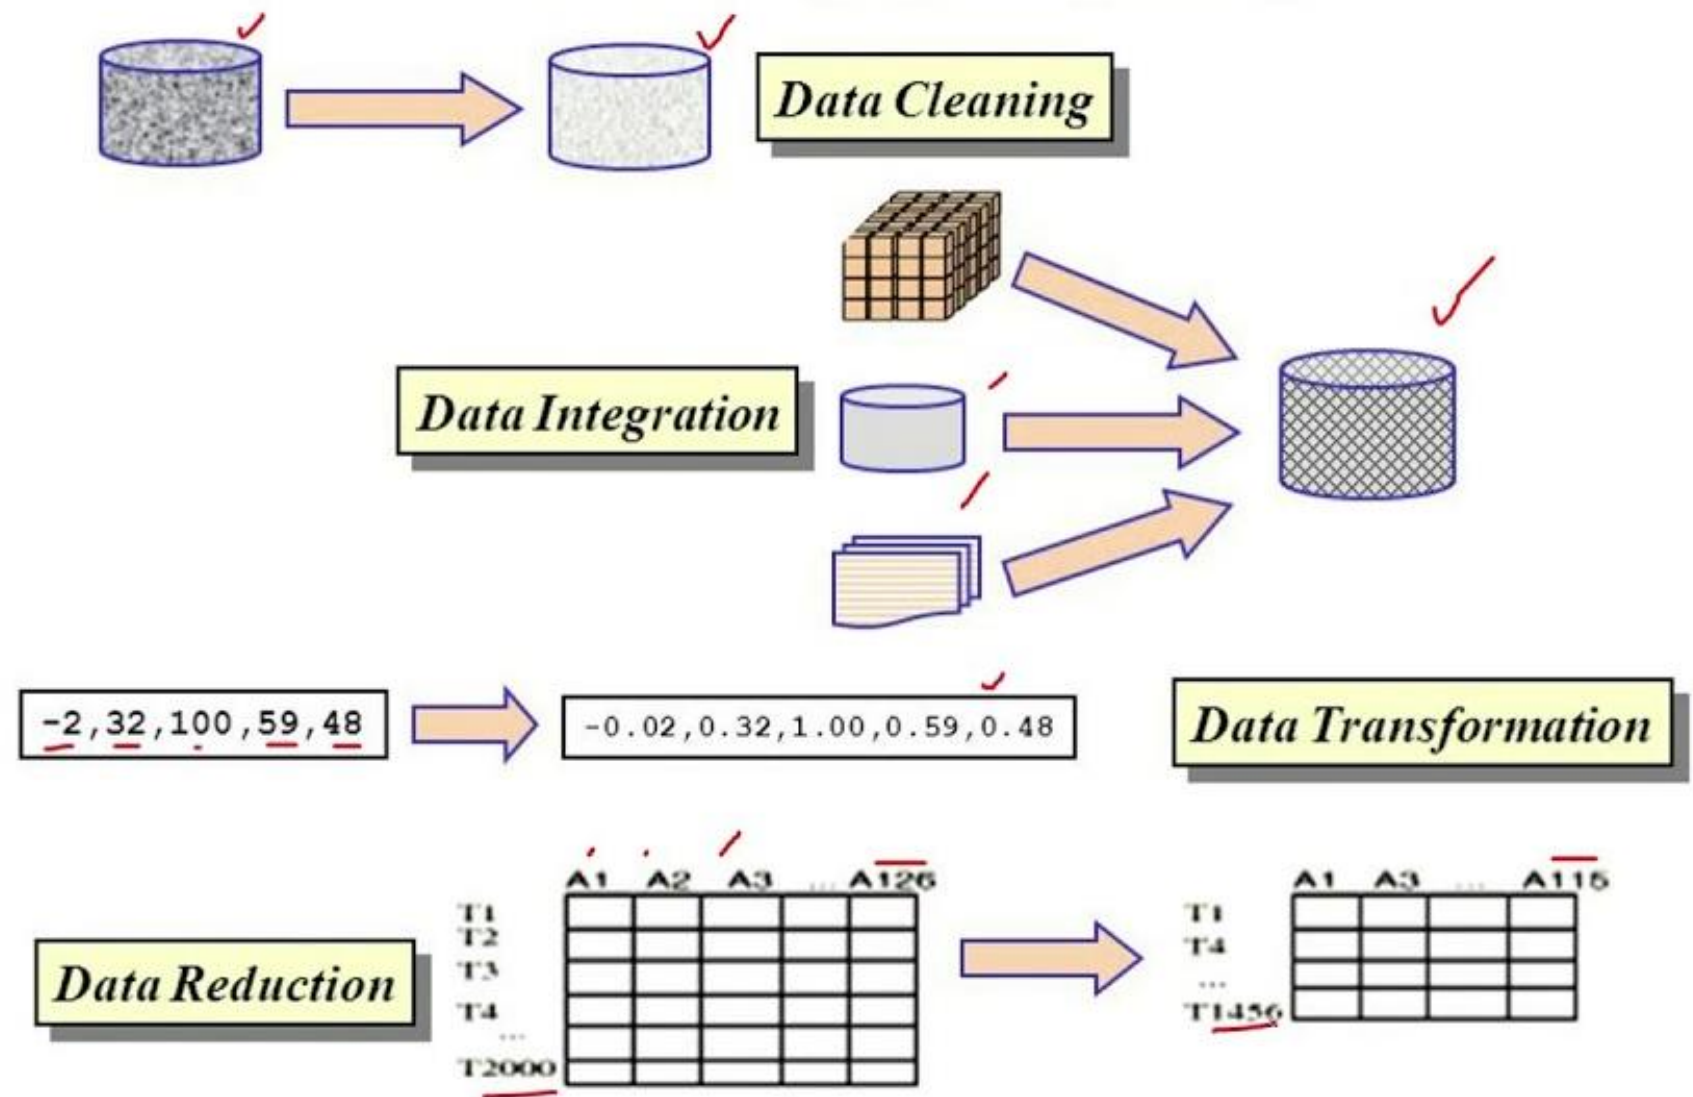 Data Cleaning
Data Integration
-2,32,100,59,48
-0.02,0.32,1.00,0.59,0.48
Data Transformation
A1 A2 A3 ... A126
T1
T2
T3
T4
...
T2000
Data Reduction
A1 A3 ... A115
T1
T4
...
T1456